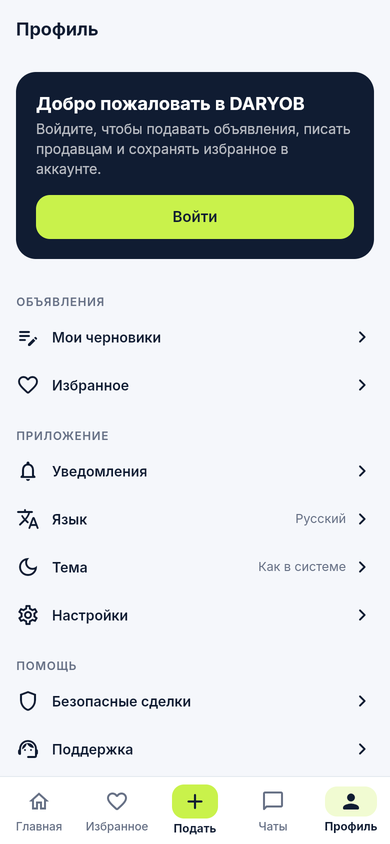 Профиль
Добро пожаловать в DARYOB
Войдите, чтобы подавать объявления, писать
продавцам и сохранять избранное в
аккаунте.
Войти
ОБЪЯВЛЕНИЯ
Мои черновики
Избранное
ПРИЛОЖЕНИЕ
Уведомления
Язык Русский
Тема Как в системе
Настройки
ПОМОЩЬ
Безопасные сделки
Поддержка
Главная Избранное Подать Чаты Профиль